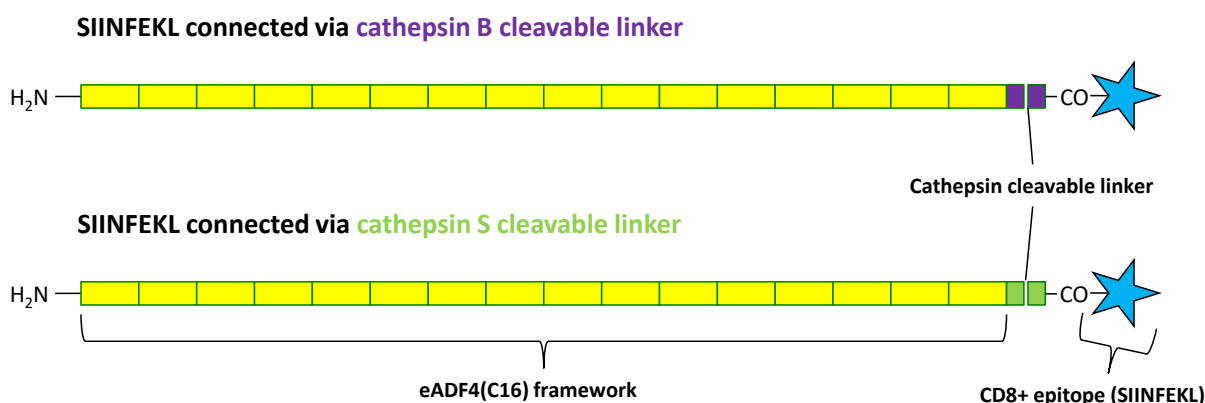 SIINFEKL connected via cathepsin B cleavable linker
H₂N
CO
Cathepsin cleavable linker
SIINFEKL connected via cathepsin S cleavable linker
H₂N
CO
eADF4(C16) framework
CD8+ epitope (SIINFEKL)